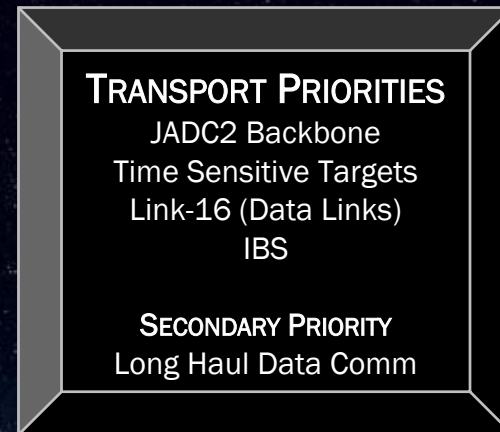 TRANSPORT PRIORITIES
JADC2 Backbone
Time Sensitive Targets
Link-16 (Data Links)
IBS
SECONDARY PRIORITY
Long Haul Data Comm